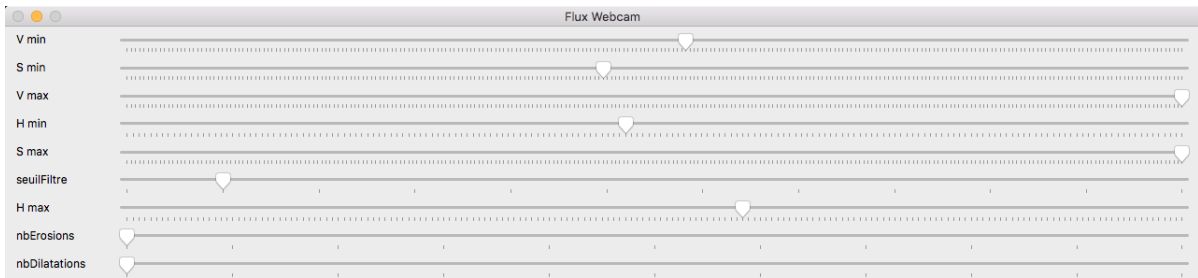 Flux Webcam
V min
S min
V max
H min
S max
seuilFiltre
H max
nbErosions
nbDilatations